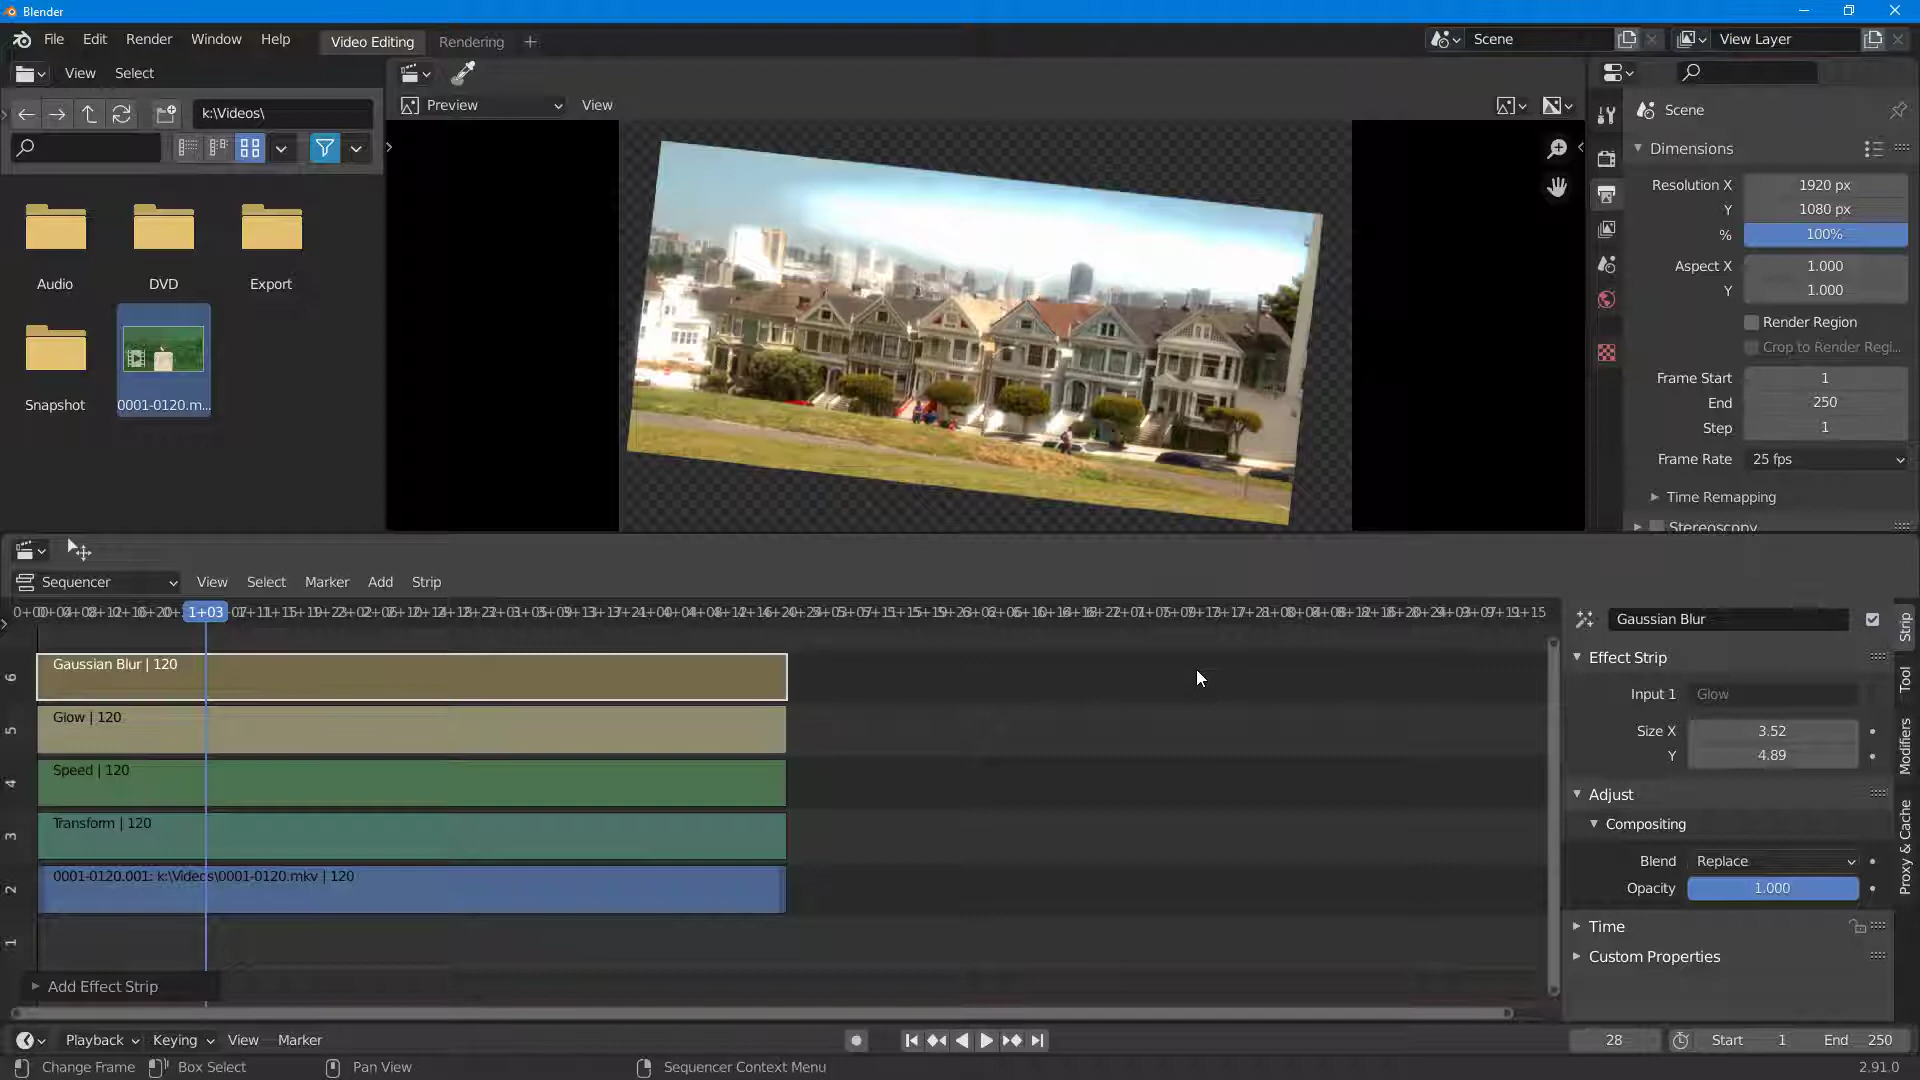 Blender
File Edit Render Window Help Video Editing Rendering + Scene View Layer
View Select
k:\Videos\
Preview View
Audio DVD Export
Snapshot 0001-0120.m...
Scene
Dimensions
Resolution X 1920 px
Y 1080 px
% 100%
Aspect X 1.000
Y 1.000
Render Region
Crop to Render Regi...
Frame Start 1
End 250
Step 1
Frame Rate 25 fps
Time Remapping
Stereoscopy
Sequencer View Select Marker Add Strip
1+03
6 Gaussian Blur | 120
5 Glow | 120
4 Speed | 120
3 Transform | 120
2 0001-0120.001: k:\Videos\0001-0120.mkv | 120
1
Add Effect Strip
Gaussian Blur
Effect Strip
Input 1 Glow
Size X 3.52
Y 4.89
Adjust
Compositing
Blend Replace
Opacity 1.000
Time
Custom Properties
Strip
Tool
Modifiers
Proxy & Cache
Playback Keying View Marker 28 Start 1 End 250
Change Frame Box Select Pan View Sequencer Context Menu 2.91.0